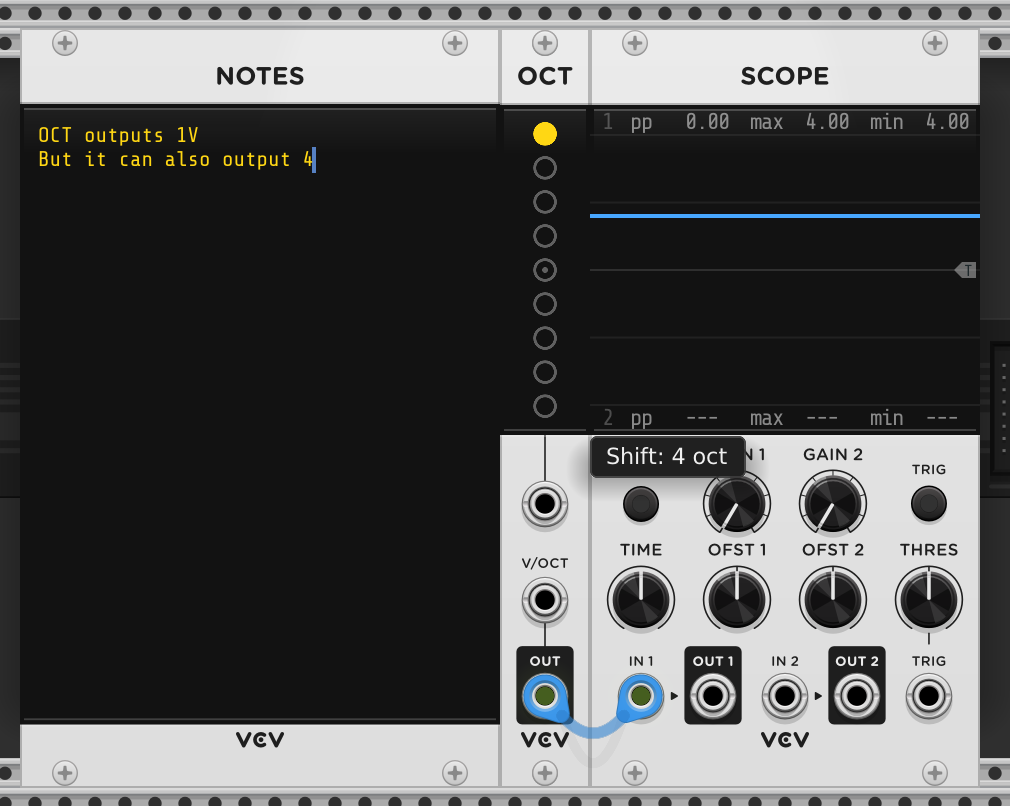 NOTES
OCT outputs 1V
But it can also output 4
VCV
OCT
V/OCT
OUT
VCV
SCOPE
1 pp 0.00 max 4.00 min 4.00
T
2 pp --- max --- min ---
Shift: 4 oct
N 1
GAIN 2
TRIG
TIME
OFST 1
OFST 2
THRES
IN 1
OUT 1
IN 2
OUT 2
TRIG
VCV